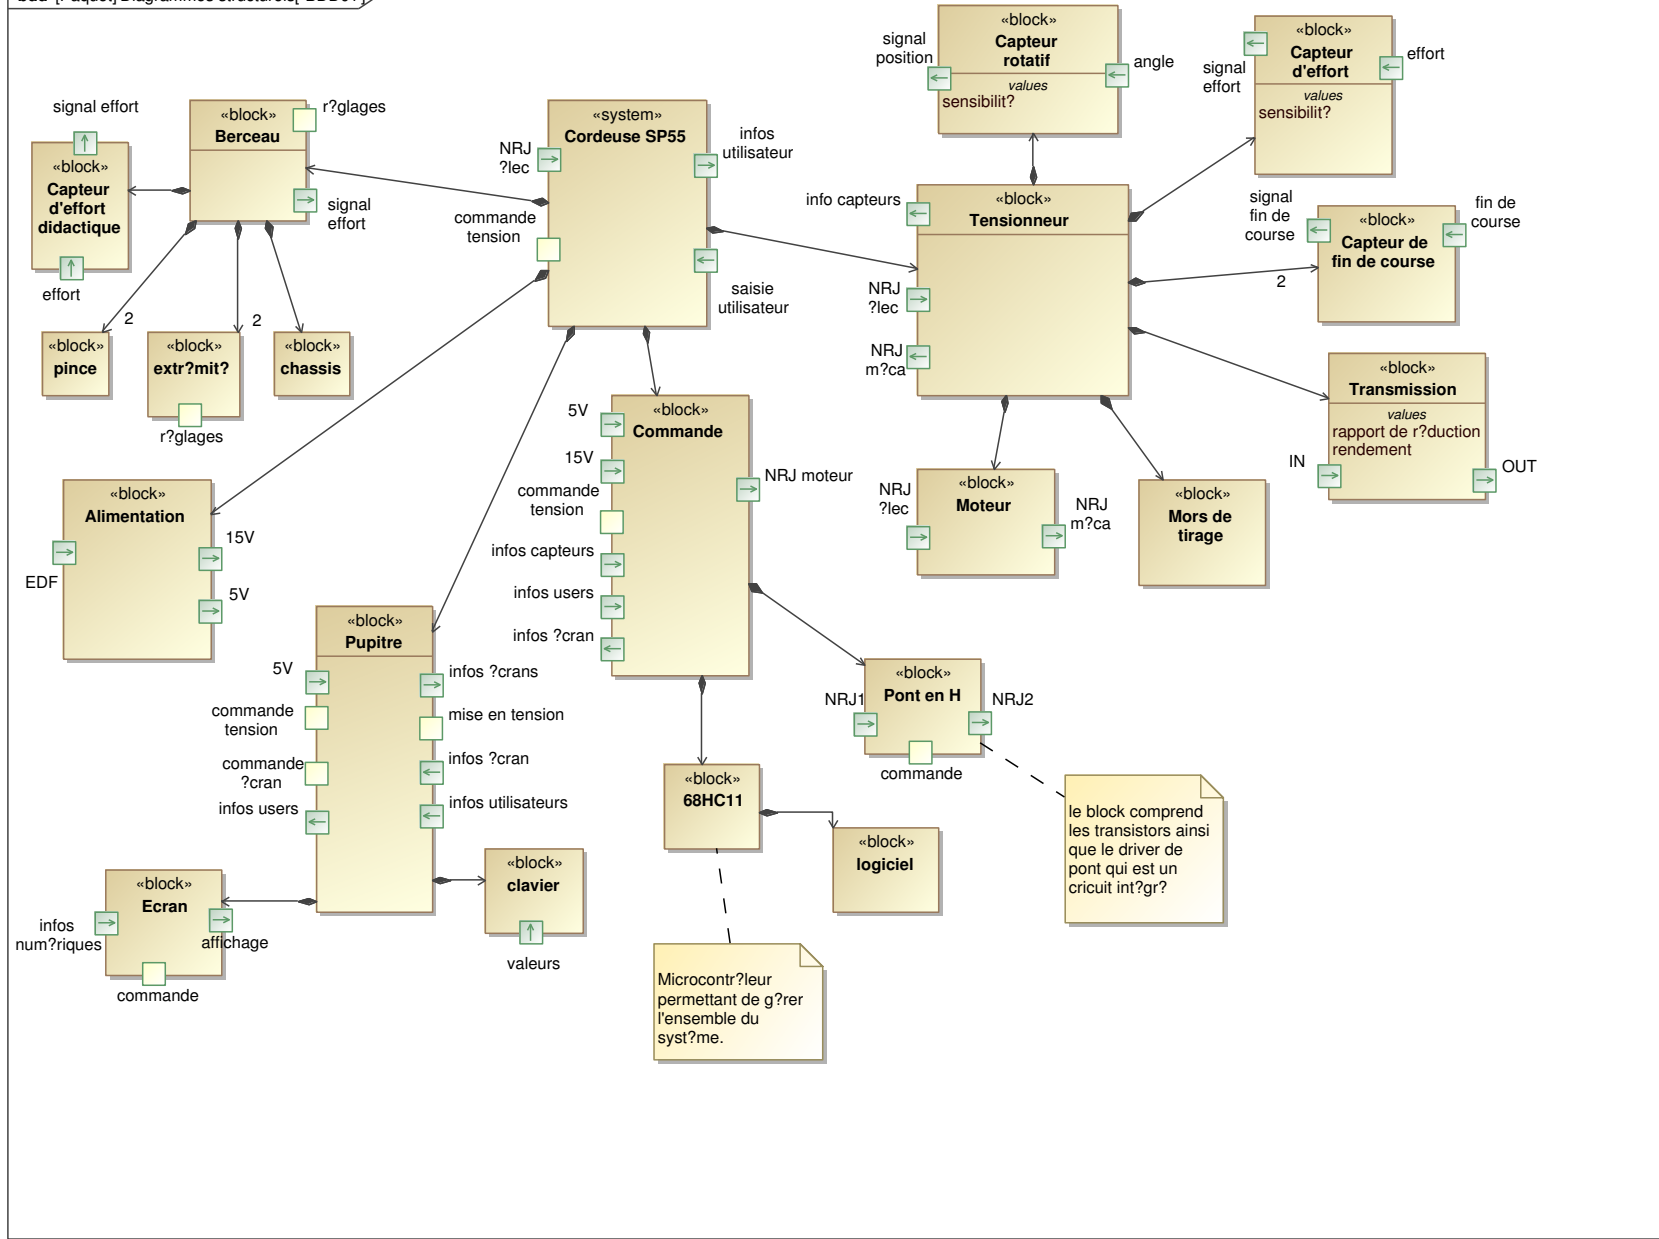 signal effort
«block»
Berceau
r?glages
«block»
Capteur
d'effort
didactique
signal
effort
effort
2
2
«block»
pince
«block»
extr?mit?
r?glages
«block»
chassis
«system»
Cordeuse SP55
NRJ
?lec
infos
utilisateur
commande
tension
saisie
utilisateur
«block»
Capteur
rotatif
values
sensibilit?
signal
position
angle
«block»
Capteur
d'effort
values
sensibilit?
signal
effort
effort
info capteurs
«block»
Tensionneur
NRJ
?lec
NRJ
m?ca
signal
fin de
course
«block»
Capteur de
fin de course
fin de
course
2
«block»
Transmission
values
rapport de r?duction
rendement
IN
OUT
«block»
Moteur
NRJ
?lec
NRJ
m?ca
«block»
Mors de
tirage
«block»
Commande
5V
15V
commande
tension
infos capteurs
infos users
infos ?cran
NRJ moteur
«block»
Alimentation
EDF
15V
5V
«block»
Pupitre
5V
commande
tension
commande
?cran
infos users
infos ?crans
mise en tension
infos ?cran
infos utilisateurs
«block»
Pont en H
NRJ1
NRJ2
commande
le block comprend
les transistors ainsi
que le driver de
pont qui est un
cricuit int?gr?
«block»
68HC11
«block»
logiciel
Microcontr?leur
permettant de g?rer
l'ensemble du
syst?me.
«block»
Ecran
infos
num?riques
affichage
commande
«block»
clavier
valeurs